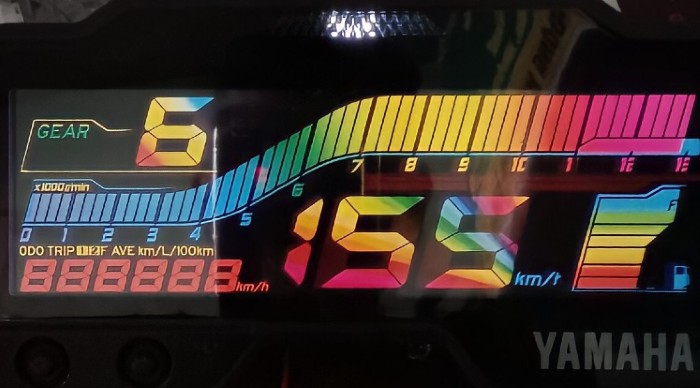 GEAR 6
x1000r/min
0 1 2 3 4 5 6 7 8 9 10 11 12 13
ODO TRIP 1 2 F AVE km/L/100km
888888 km/h
155 km/h
F
YAMAHA